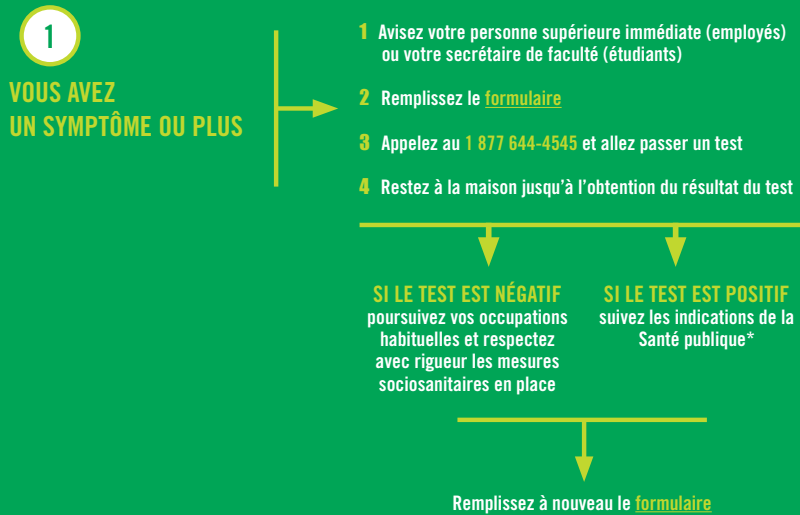 1
VOUS AVEZ
UN SYMPTÔME OU PLUS
1 Avisez votre personne supérieure immédiate (employés)
ou votre secrétaire de faculté (étudiants)
2 Remplissez le formulaire
3 Appelez au 1 877 644-4545 et allez passer un test
4 Restez à la maison jusqu'à l'obtention du résultat du test
SI LE TEST EST NÉGATIF
poursuivez vos occupations
habituelles et respectez
avec rigueur les mesures
sociosanitaires en place
SI LE TEST EST POSITIF
suivez les indications de la
Santé publique*
Remplissez à nouveau le formulaire